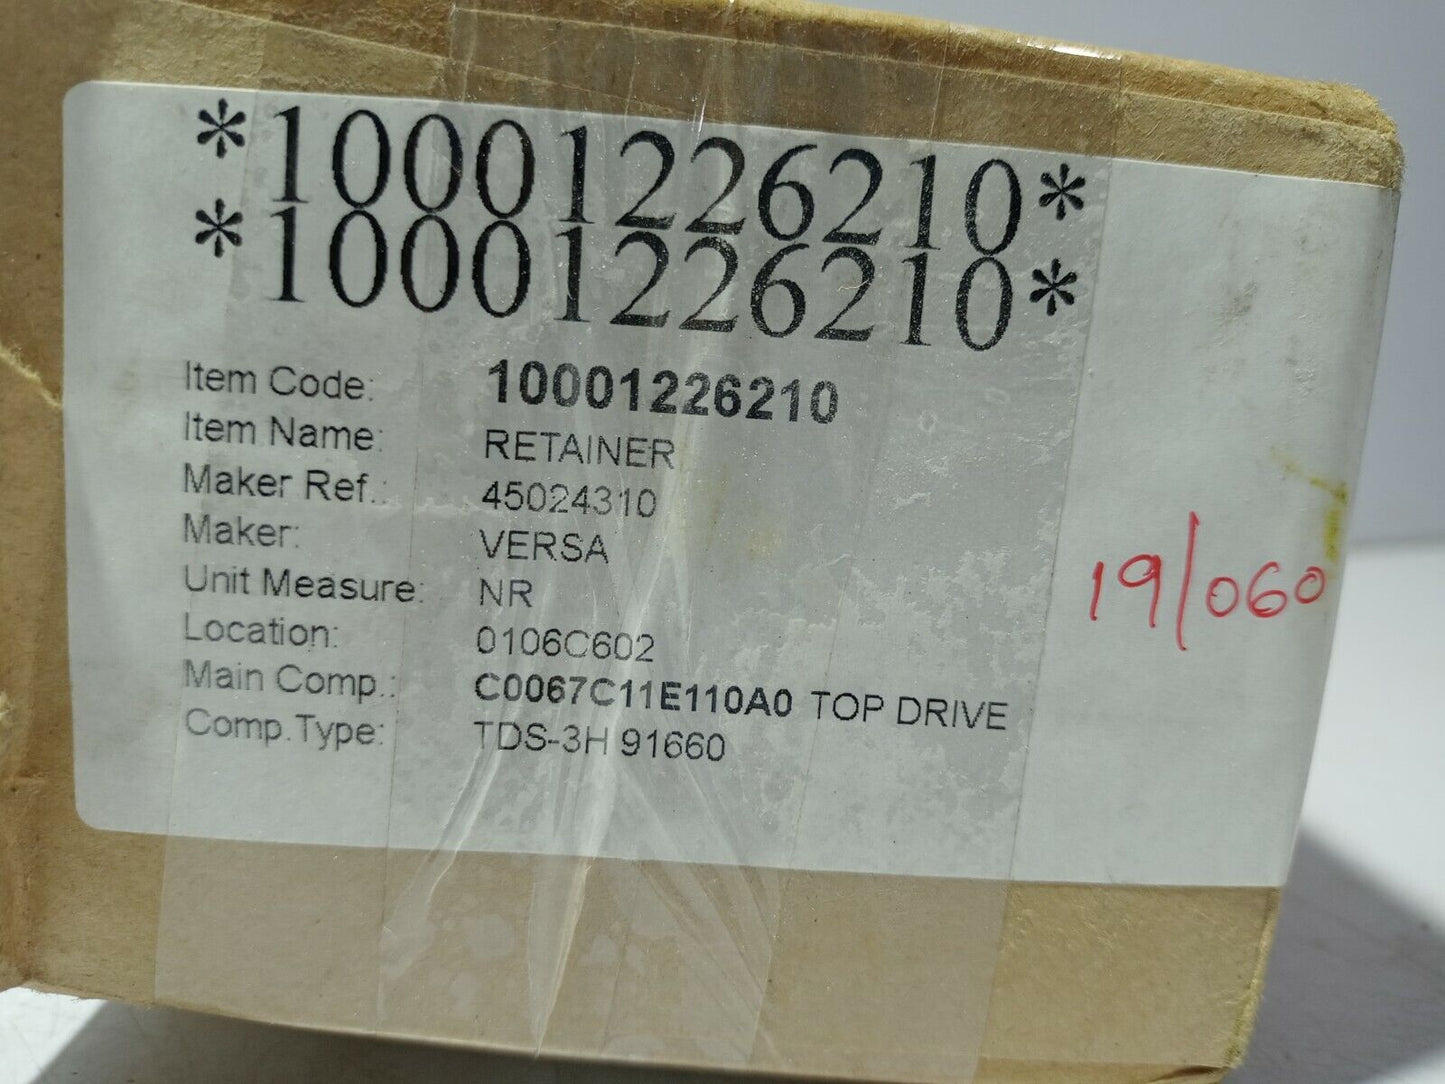 *10001226210*
*10001226210*
Item Code: 10001226210
Item Name: RETAINER
Maker Ref.: 45024310
Maker: VERSA
Unit Measure: NR
Location: 0106C602
Main Comp.: C0067C11E110A0 TOP DRIVE
Comp.Type: TDS-3H 91660
19/060